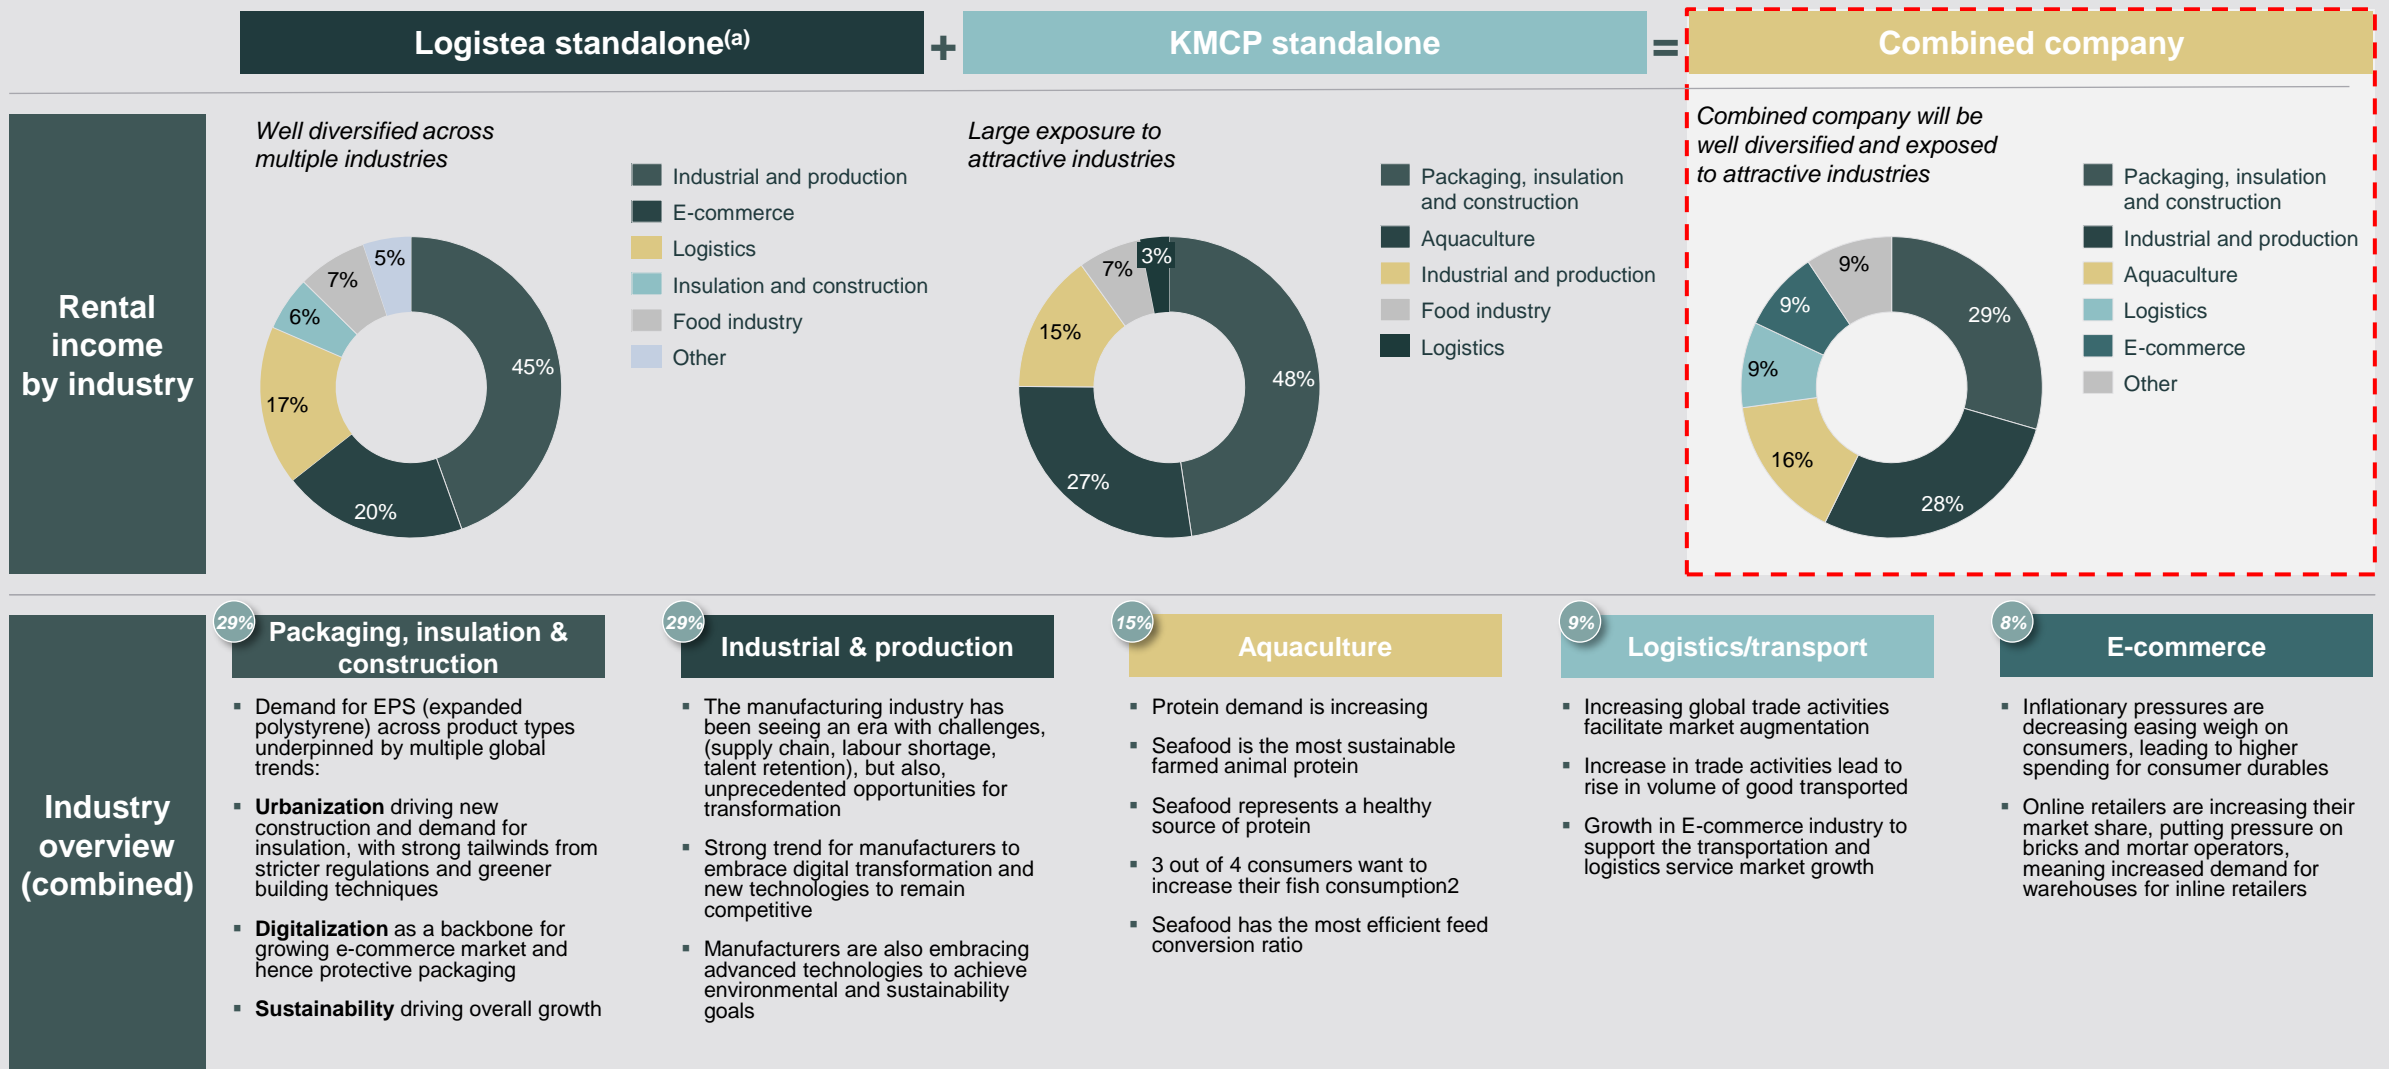 Logistea standalone(a)
+
KMCP standalone
=
Combined company
Rental
income
by industry
Well diversified across
multiple industries
Industrial and production
E-commerce
Logistics
Insulation and construction
Food industry
Other
45%
20%
17%
6%
7%
5%
Large exposure to
attractive industries
Packaging, insulation
and construction
Aquaculture
Industrial and production
Food industry
Logistics
48%
27%
15%
7%
3%
Combined company will be
well diversified and exposed
to attractive industries
Packaging, insulation
and construction
Industrial and production
Aquaculture
Logistics
E-commerce
Other
29%
28%
16%
9%
9%
9%
Industry
overview
(combined)
29%
Packaging, insulation &
construction
Demand for EPS (expanded
polystyrene) across product types
underpinned by multiple global
trends:
Urbanization driving new
construction and demand for
insulation, with strong tailwinds from
stricter regulations and greener
building techniques
Digitalization as a backbone for
growing e-commerce market and
hence protective packaging
Sustainability driving overall growth
29%
Industrial & production
The manufacturing industry has
been seeing an era with challenges,
(supply chain, labour shortage,
talent retention), but also,
unprecedented opportunities for
transformation
Strong trend for manufacturers to
embrace digital transformation and
new technologies to remain
competitive
Manufacturers are also embracing
advanced technologies to achieve
environmental and sustainability
goals
15%
Aquaculture
Protein demand is increasing
Seafood is the most sustainable
farmed animal protein
Seafood represents a healthy
source of protein
3 out of 4 consumers want to
increase their fish consumption2
Seafood has the most efficient feed
conversion ratio
9%
Logistics/transport
Increasing global trade activities
facilitate market augmentation
Increase in trade activities lead to
rise in volume of good transported
Growth in E-commerce industry to
support the transportation and
logistics service market growth
8%
E-commerce
Inflationary pressures are
decreasing easing weigh on
consumers, leading to higher
spending for consumer durables
Online retailers are increasing their
market share, putting pressure on
bricks and mortar operators,
meaning increased demand for
warehouses for inline retailers